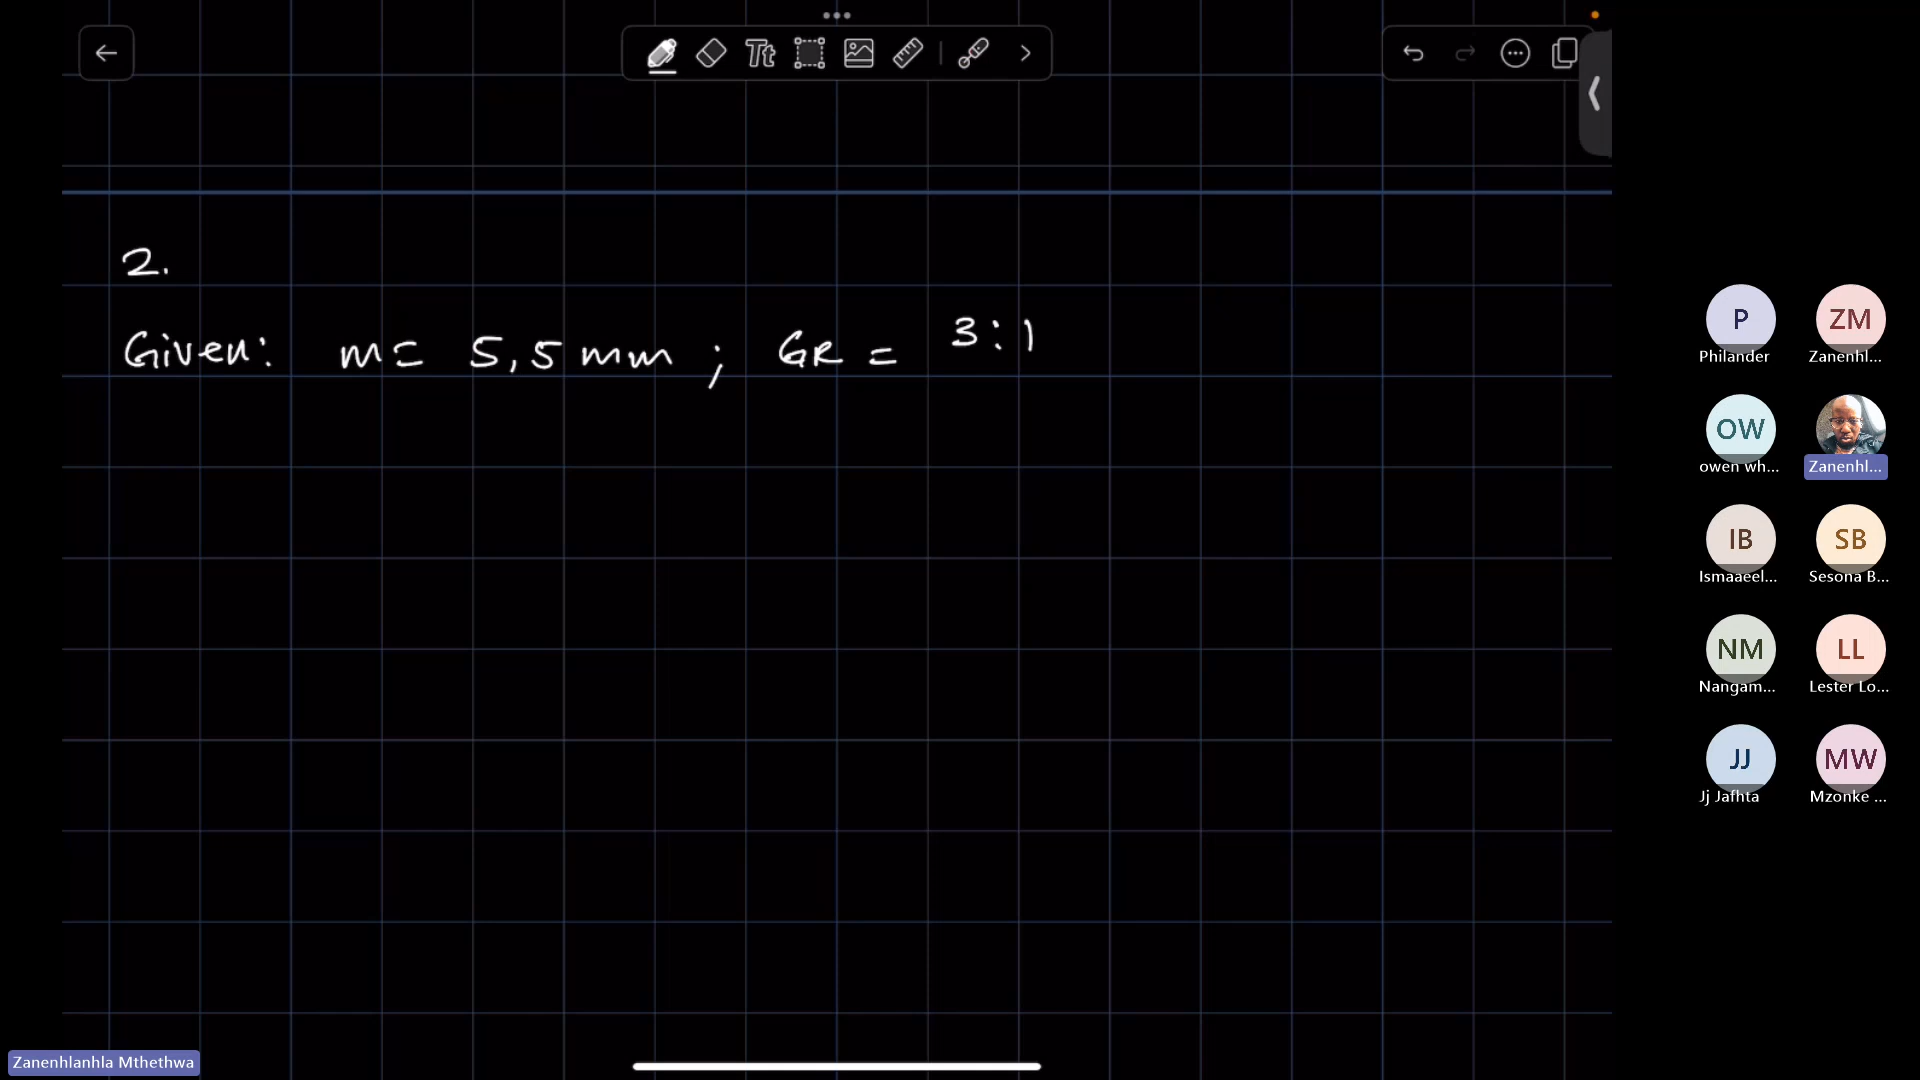 Tt
2.
Given: m = 5,5 mm ; GR = 3:1
P
Philander
ZM
Zanenhl...
OW
owen wh...
Zanenhl...
IB
Ismaaeel...
SB
Sesona B...
NM
Nangam...
LL
Lester Lo...
JJ
Jj Jafhta
MW
Mzonke ...
Zanenhlanhla Mthethwa